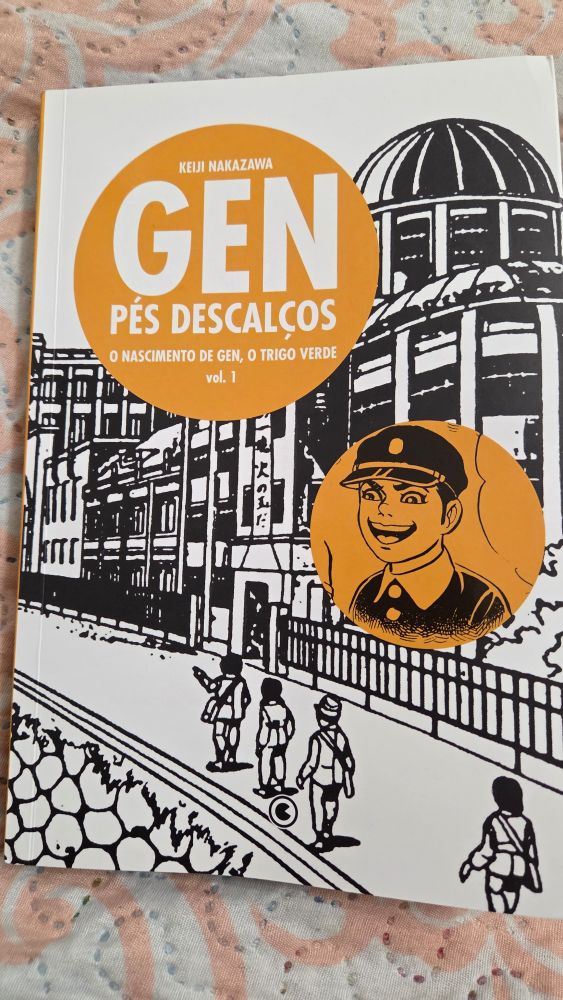 KEIJI NAKAZAWA
GEN
PÉS DESCALÇOS
O NASCIMENTO DE GEN, O TRIGO VERDE
vol. 1